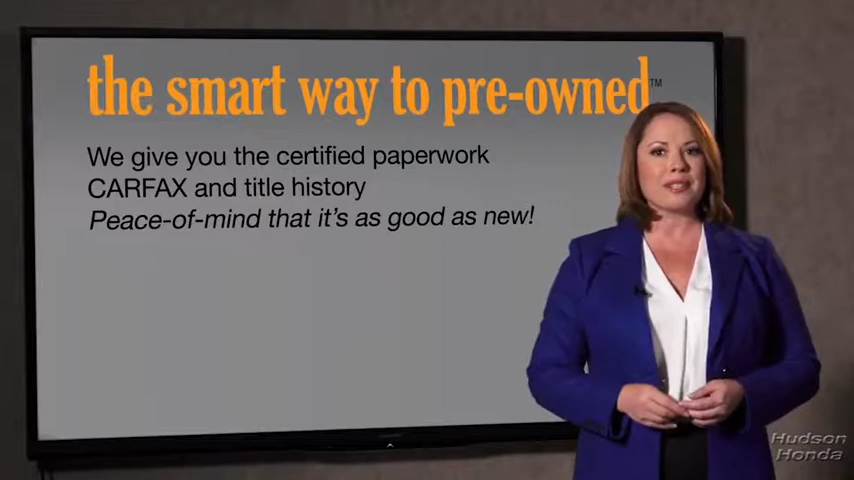 the smart way to pre-owned™
We give you the certified paperwork
CARFAX and title history
Peace-of-mind that it's as good as new!
Hudson
Honda